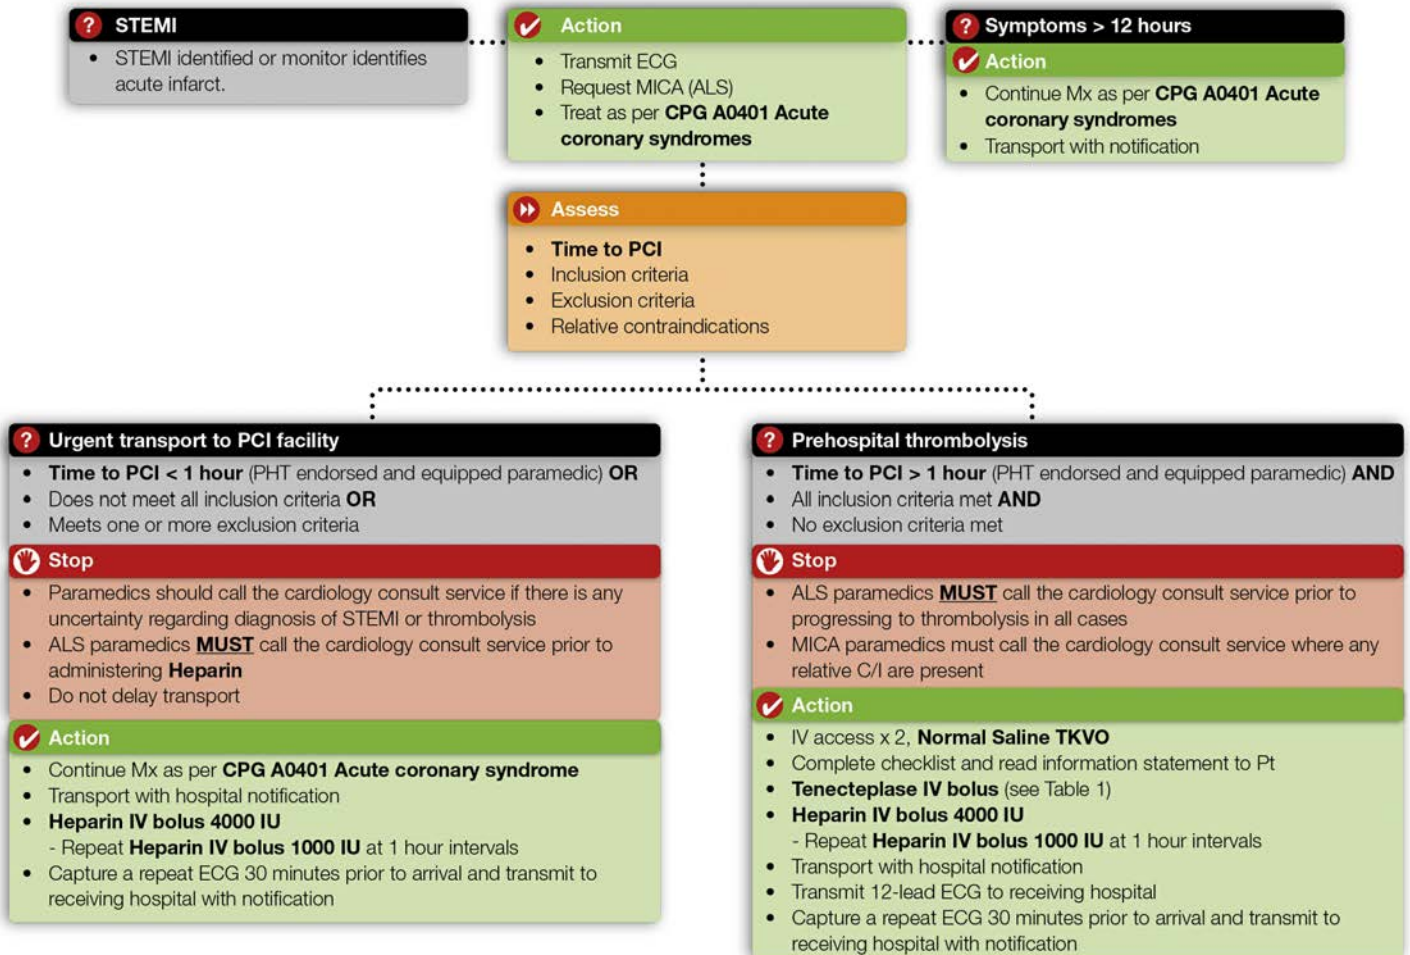 STEMI
• STEMI identified or monitor identifies
acute infarct.
Action
• Transmit ECG
• Request MICA (ALS)
• Treat as per CPG A0401 Acute
coronary syndromes
Symptoms > 12 hours
Action
• Continue Mx as per CPG A0401 Acute
coronary syndromes
• Transport with notification
Assess
• Time to PCI
• Inclusion criteria
• Exclusion criteria
• Relative contraindications
Urgent transport to PCI facility
• Time to PCI < 1 hour (PHT endorsed and equipped paramedic) OR
• Does not meet all inclusion criteria OR
• Meets one or more exclusion criteria
Stop
• Paramedics should call the cardiology consult service if there is any
uncertainty regarding diagnosis of STEMI or thrombolysis
• ALS paramedics MUST call the cardiology consult service prior to
administering Heparin
• Do not delay transport
Action
• Continue Mx as per CPG A0401 Acute coronary syndrome
• Transport with hospital notification
• Heparin IV bolus 4000 IU
- Repeat Heparin IV bolus 1000 IU at 1 hour intervals
• Capture a repeat ECG 30 minutes prior to arrival and transmit to
receiving hospital with notification
Prehospital thrombolysis
• Time to PCI > 1 hour (PHT endorsed and equipped paramedic) AND
• All inclusion criteria met AND
• No exclusion criteria met
Stop
• ALS paramedics MUST call the cardiology consult service prior to
progressing to thrombolysis in all cases
• MICA paramedics must call the cardiology consult service where any
relative C/I are present
Action
• IV access x 2, Normal Saline TKVO
• Complete checklist and read information statement to Pt
• Tenecteplase IV bolus (see Table 1)
• Heparin IV bolus 4000 IU
- Repeat Heparin IV bolus 1000 IU at 1 hour intervals
• Transport with hospital notification
• Transmit 12-lead ECG to receiving hospital
• Capture a repeat ECG 30 minutes prior to arrival and transmit to
receiving hospital with notification